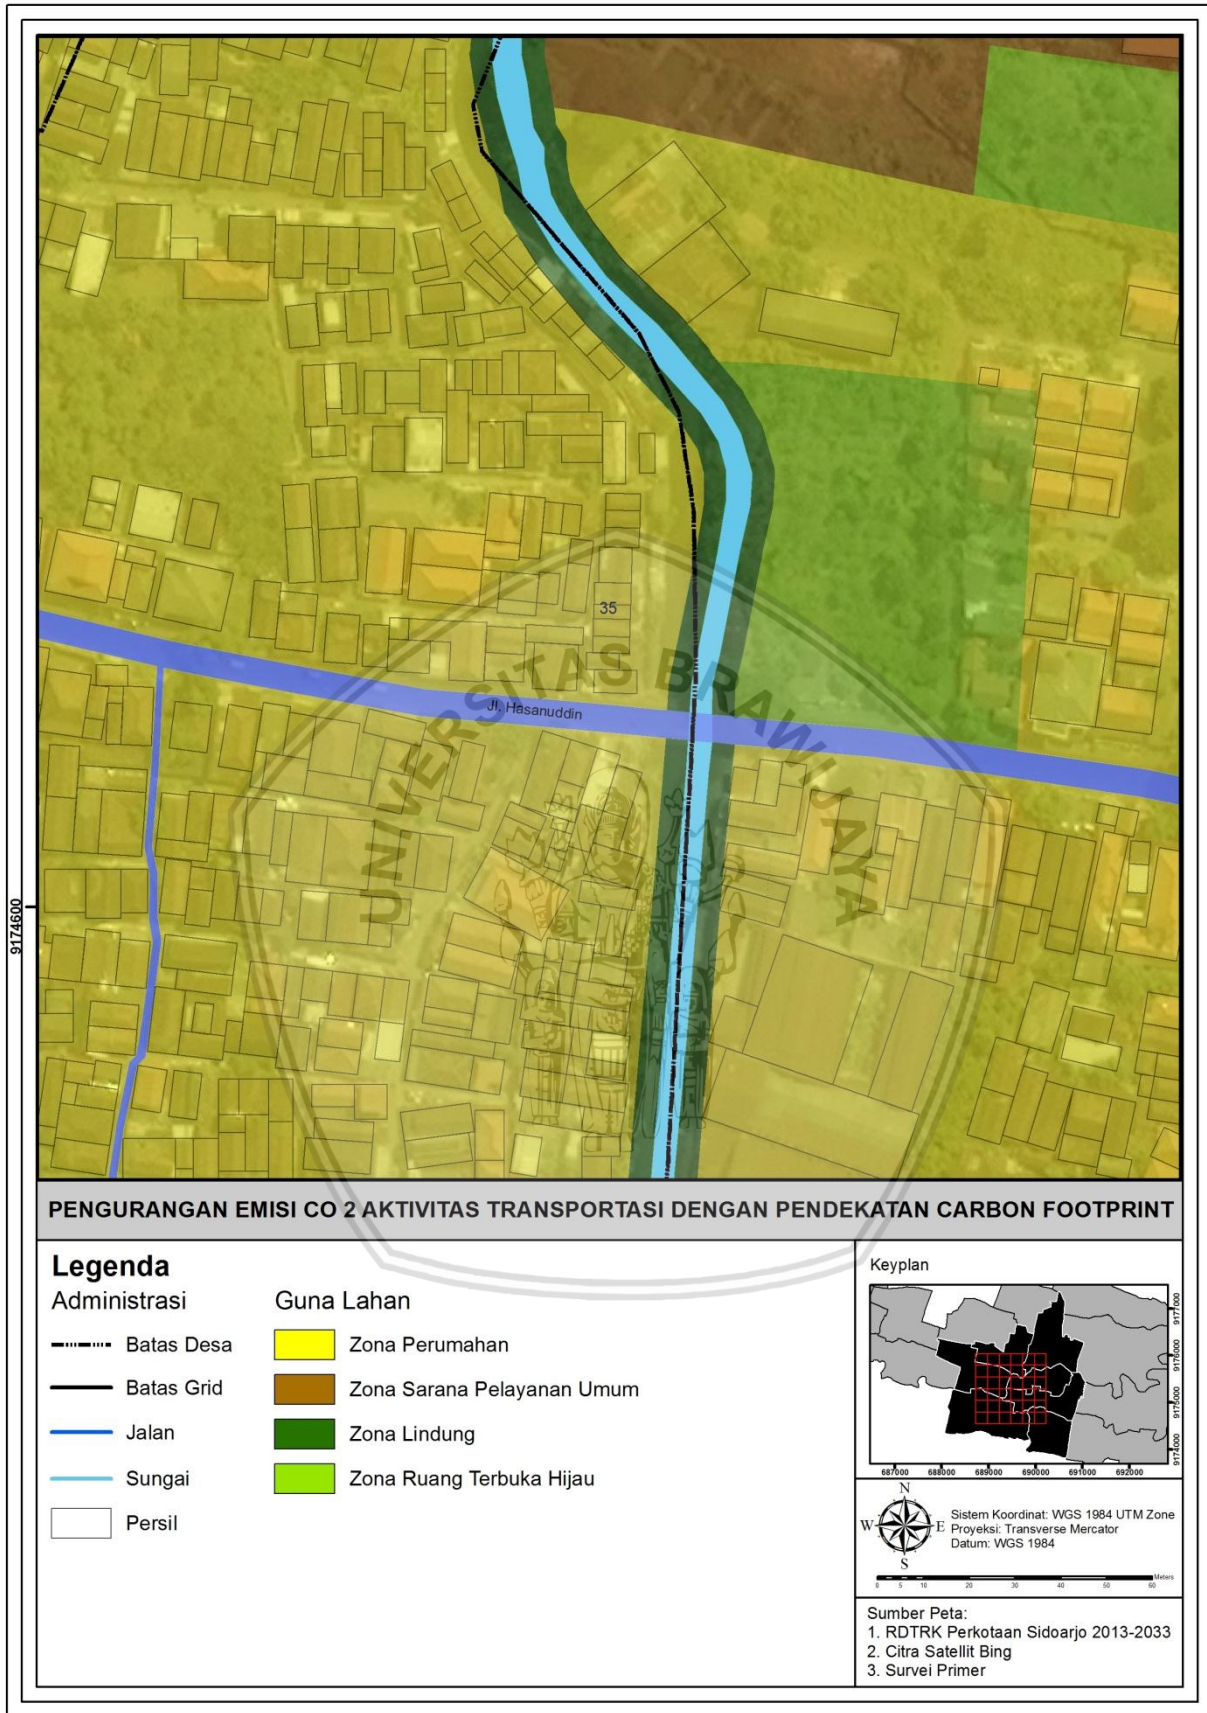 35
Jl. Hasanuddin
UNIVERSITAS BRAWIJAYA
9174600
PENGURANGAN EMISI CO 2 AKTIVITAS TRANSPORTASI DENGAN PENDEKATAN CARBON FOOTPRINT
Legenda
Administrasi
Batas Desa
Batas Grid
Jalan
Sungai
Persil
Guna Lahan
Zona Perumahan
Zona Sarana Pelayanan Umum
Zona Lindung
Zona Ruang Terbuka Hijau
Keyplan
9177000
9176000
9175000
9174000
687000 688000 689000 690000 691000 692000
N
W E
S
Sistem Koordinat: WGS 1984 UTM Zone
Proyeksi: Transverse Mercator
Datum: WGS 1984
Meters
0 5 10 20 30 40 50 60
Sumber Peta:
1. RDTRK Perkotaan Sidoarjo 2013-2033
2. Citra Satellit Bing
3. Survei Primer